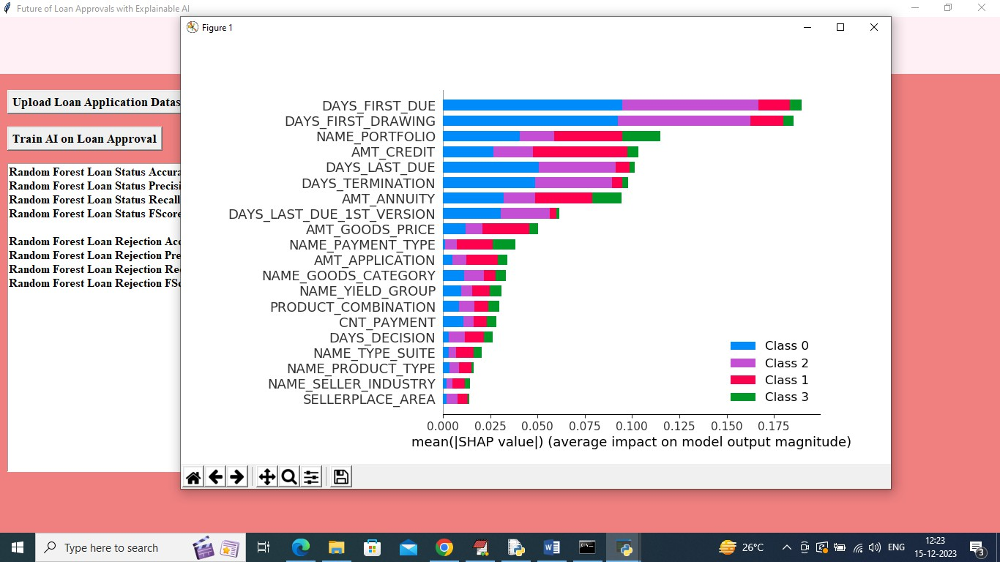 Future of Loan Approvals with Explainable AI
Figure 1
Upload Loan Application Datas
Train AI on Loan Approval
Random Forest Loan Status Accura
Random Forest Loan Status Precisi
Random Forest Loan Status Recall
Random Forest Loan Status FScore
Random Forest Loan Rejection Acc
Random Forest Loan Rejection Pre
Random Forest Loan Rejection Re
Random Forest Loan Rejection FSc
DAYS_FIRST_DUE
DAYS_FIRST_DRAWING
NAME_PORTFOLIO
AMT_CREDIT
DAYS_LAST_DUE
DAYS_TERMINATION
AMT_ANNUITY
DAYS_LAST_DUE_1ST_VERSION
AMT_GOODS_PRICE
NAME_PAYMENT_TYPE
AMT_APPLICATION
NAME_GOODS_CATEGORY
NAME_YIELD_GROUP
PRODUCT_COMBINATION
CNT_PAYMENT
DAYS_DECISION
NAME_TYPE_SUITE
NAME_PRODUCT_TYPE
NAME_SELLER_INDUSTRY
SELLERPLACE_AREA
Class 0
Class 2
Class 1
Class 3
0.000 0.025 0.050 0.075 0.100 0.125 0.150 0.175
mean(|SHAP value|) (average impact on model output magnitude)
Type here to search
26°C
ENG
12:23
15-12-2023
3